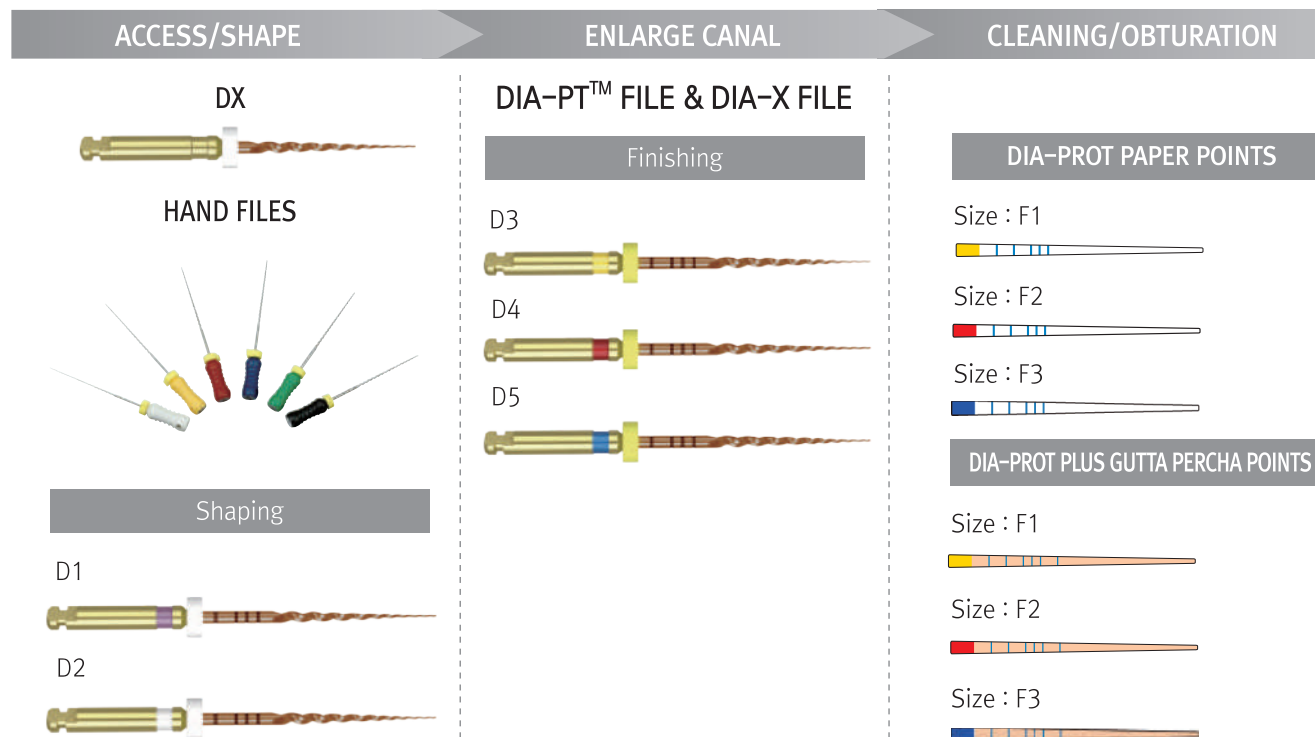 ACCESS/SHAPE
ENLARGE CANAL
CLEANING/OBTURATION
DX
HAND FILES
Shaping
D1
D2
DIA-PT™ FILE & DIA-X FILE
Finishing
D3
D4
D5
DIA-PROT PAPER POINTS
Size : F1
Size : F2
Size : F3
DIA-PROT PLUS GUTTA PERCHA POINTS
Size : F1
Size : F2
Size : F3